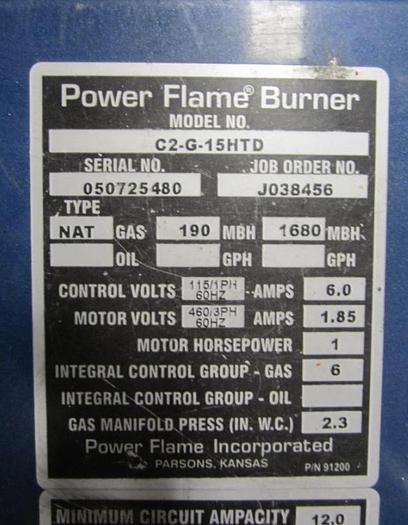 Power Flame® Burner
MODEL NO.
C2-G-15HTD
SERIAL NO. JOB ORDER NO.
050725480 J038456
TYPE
NAT GAS 190 MBH 1680 MBH
OIL GPH GPH
CONTROL VOLTS 115/1PH 60HZ AMPS 6.0
MOTOR VOLTS 460/3PH 60HZ AMPS 1.85
MOTOR HORSEPOWER 1
INTEGRAL CONTROL GROUP - GAS 6
INTEGRAL CONTROL GROUP - OIL
GAS MANIFOLD PRESS (IN. W.C.) 2.3
Power Flame Incorporated
PARSONS, KANSAS P/N 91200
MINIMUM CIRCUIT AMPACITY 12.0